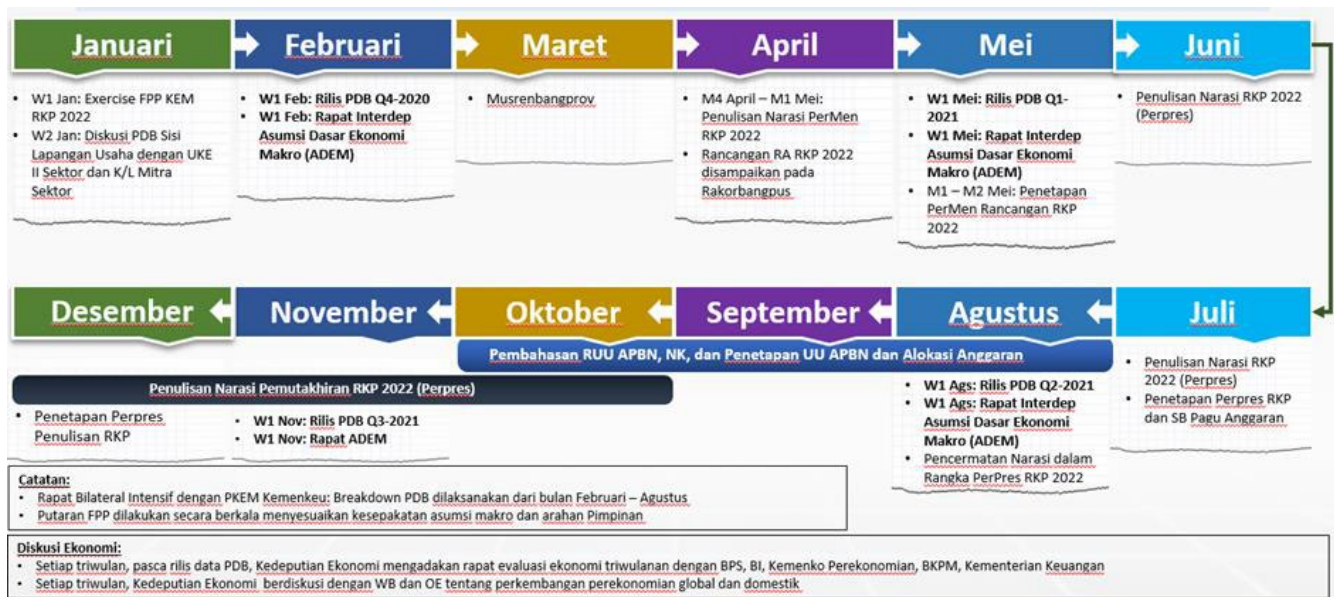 Januari
Februari
Maret
April
Mei
Juni
• W1 Jan: Exercise FPP KEM
RKP 2022
• W2 Jan: Diskusi PDB Sisi
Lapangan Usaha dengan UKE
II Sektor dan K/L Mitra
Sektor
• W1 Feb: Rilis PDB Q4-2020
• W1 Feb: Rapat Interdep
Asumsi Dasar Ekonomi
Makro (ADEM)
• Musrenbangprov
• M4 April – M1 Mei:
Penulisan Narasi PerMen
RKP 2022
• Rancangan RA RKP 2022
disampaikan pada
Rakorbangpus
• W1 Mei: Rilis PDB Q1-
2021
• W1 Mei: Rapat Interdep
Asumsi Dasar Ekonomi
Makro (ADEM)
• M1 – M2 Mei: Penetapan
PerMen Rancangan RKP
2022
• Penulisan Narasi RKP 2022
(Perpres)
Desember
November
Oktober
September
Agustus
Juli
Pembahasan RUU APBN, NK, dan Penetapan UU APBN dan Alokasi Anggaran
Penulisan Narasi Pemutakhiran RKP 2022 (Perpres)
• Penetapan Perpres
Penulisan RKP
• W1 Nov: Rilis PDB Q3-2021
• W1 Nov: Rapat ADEM
• W1 Ags: Rilis PDB Q2-2021
• W1 Ags: Rapat Interdep
Asumsi Dasar Ekonomi
Makro (ADEM)
• Pencermatan Narasi dalam
Rangka PerPres RKP 2022
• Penulisan Narasi RKP
2022 (Perpres)
• Penetapan Perpres RKP
dan SB Pagu Anggaran
Catatan:
• Rapat Bilateral Intensif dengan PKEM Kemenkeu: Breakdown PDB dilaksanakan dari bulan Februari – Agustus
• Putaran FPP dilakukan secara berkala menyesuaikan kesepakatan asumsi makro dan arahan Pimpinan
Diskusi Ekonomi:
• Setiap triwulan, pasca rilis data PDB, Kedeputian Ekonomi mengadakan rapat evaluasi ekonomi triwulanan dengan BPS, BI, Kemenko Perekonomian, BKPM, Kementerian Keuangan
• Setiap triwulan, Kedeputian Ekonomi berdiskusi dengan WB dan OE tentang perkembangan perekonomian global dan domestik